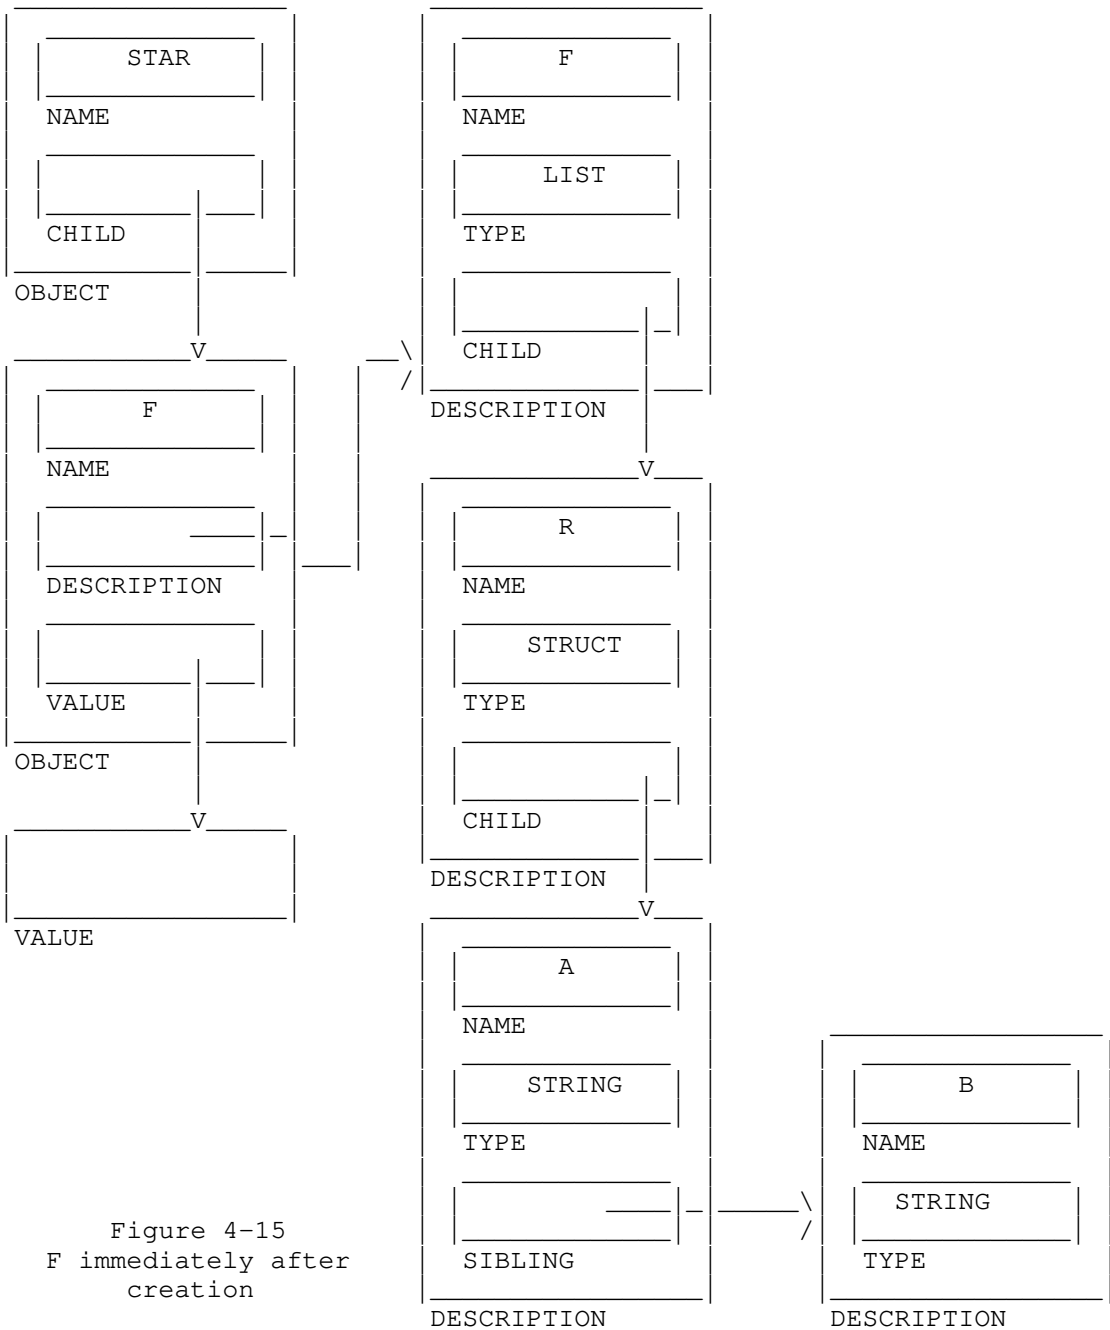 STAR
NAME
CHILD
OBJECT
F
NAME
DESCRIPTION
VALUE
OBJECT
VALUE
F
NAME
LIST
TYPE
CHILD
DESCRIPTION
R
NAME
STRUCT
TYPE
CHILD
DESCRIPTION
A
NAME
STRING
TYPE
SIBLING
DESCRIPTION
B
NAME
STRING
TYPE
DESCRIPTION
Figure 4-15
F immediately after
creation